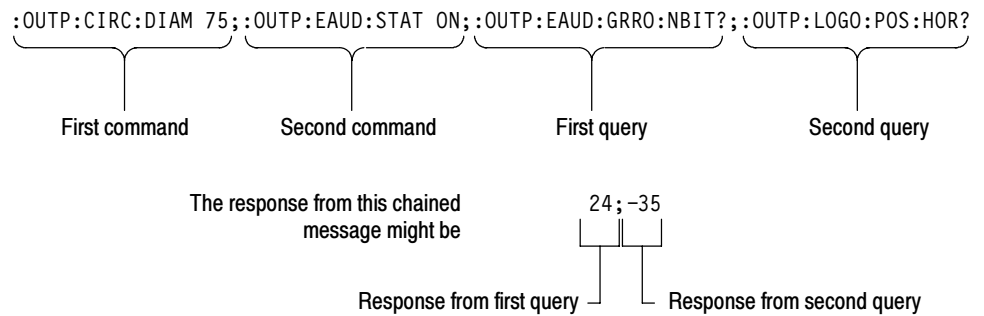 :OUTP:CIRC:DIAM 75;:OUTP:EAUD:STAT ON;:OUTP:EAUD:GRRO:NBIT?;:OUTP:LOGO:POS:HOR?
First command Second command First query Second query
The response from this chained
message might be
24;-35
Response from first query Response from second query